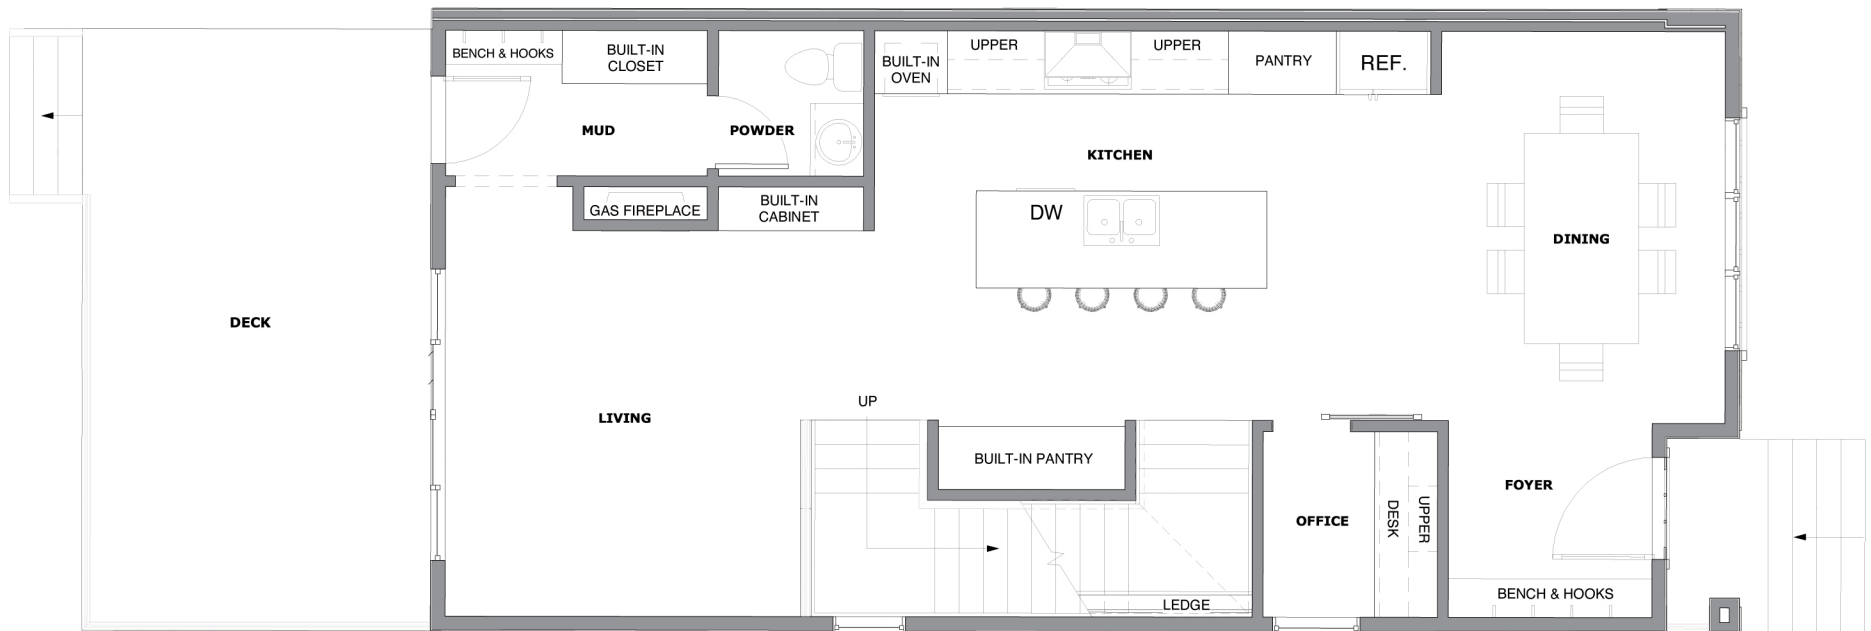 BENCH & HOOKS
BUILT-IN
CLOSET
BUILT-IN
OVEN
UPPER
UPPER
PANTRY
REF.
MUD
POWDER
KITCHEN
GAS FIREPLACE
BUILT-IN
CABINET
DW
DINING
DECK
LIVING
UP
BUILT-IN PANTRY
FOYER
OFFICE
DESK
UPPER
LEDGE
BENCH & HOOKS